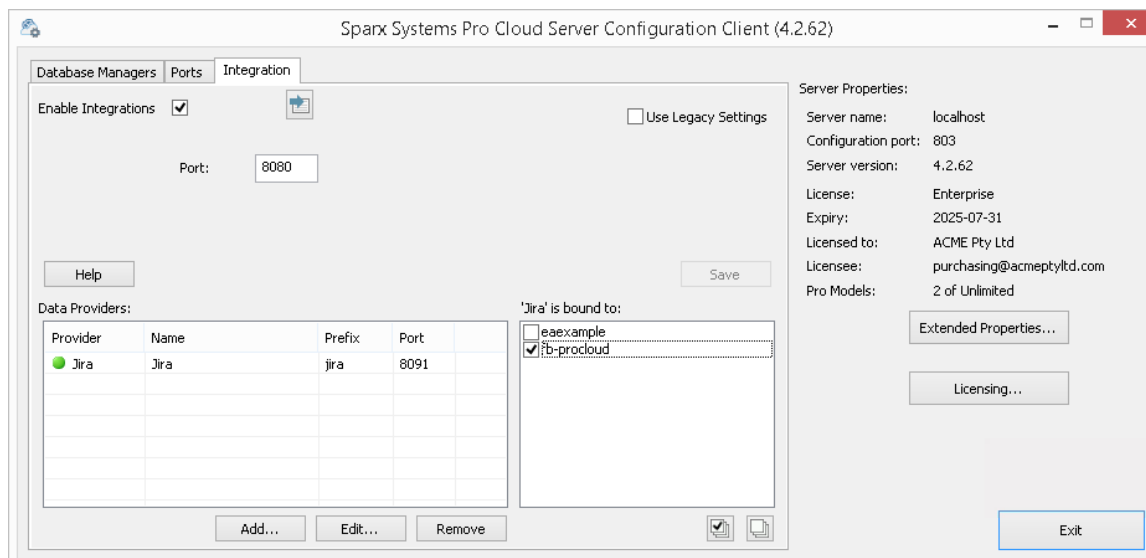 Sparx Systems Pro Cloud Server Configuration Client (4.2.62)
Database Managers
Ports
Integration
Enable Integrations
Use Legacy Settings
Port:
8080
Help
Save
Data Providers:
Provider Name Prefix Port
Jira Jira jira 8091
Add...
Edit...
Remove
'Jira' is bound to:
eaexample
fb-procloud
Server Properties:
Server name: localhost
Configuration port: 803
Server version: 4.2.62
License: Enterprise
Expiry: 2025-07-31
Licensed to: ACME Pty Ltd
Licensee: purchasing@acmeptyltd.com
Pro Models: 2 of Unlimited
Extended Properties...
Licensing...
Exit